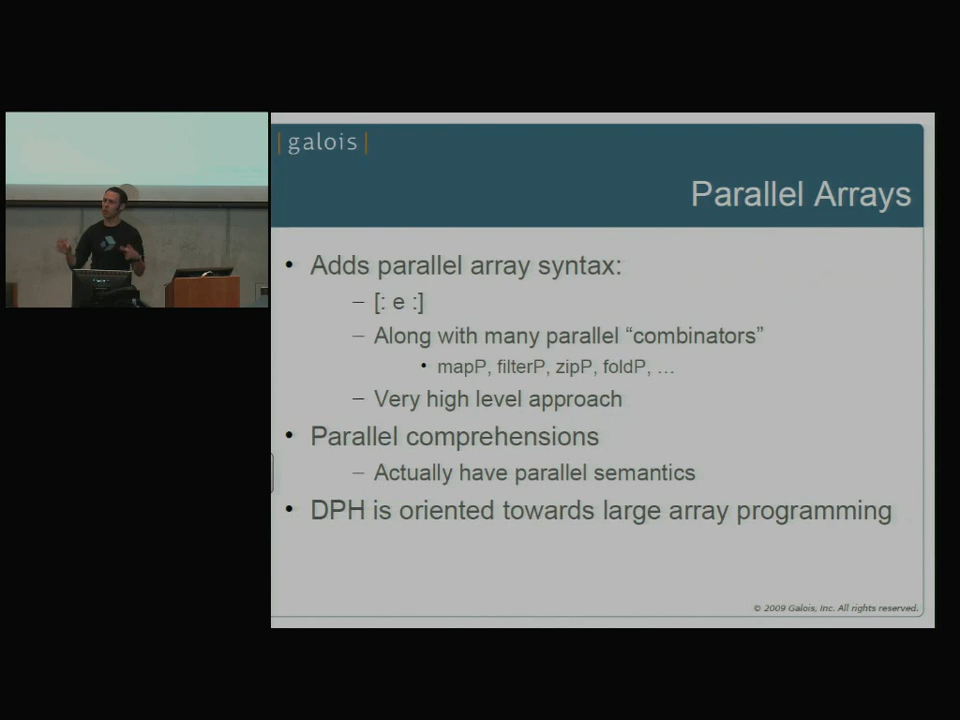 |galois|
Parallel Arrays
• Adds parallel array syntax:
– [: e :]
– Along with many parallel “combinators”
• mapP, filterP, zipP, foldP, …
– Very high level approach
• Parallel comprehensions
– Actually have parallel semantics
• DPH is oriented towards large array programming
© 2009 Galois, Inc. All rights reserved.